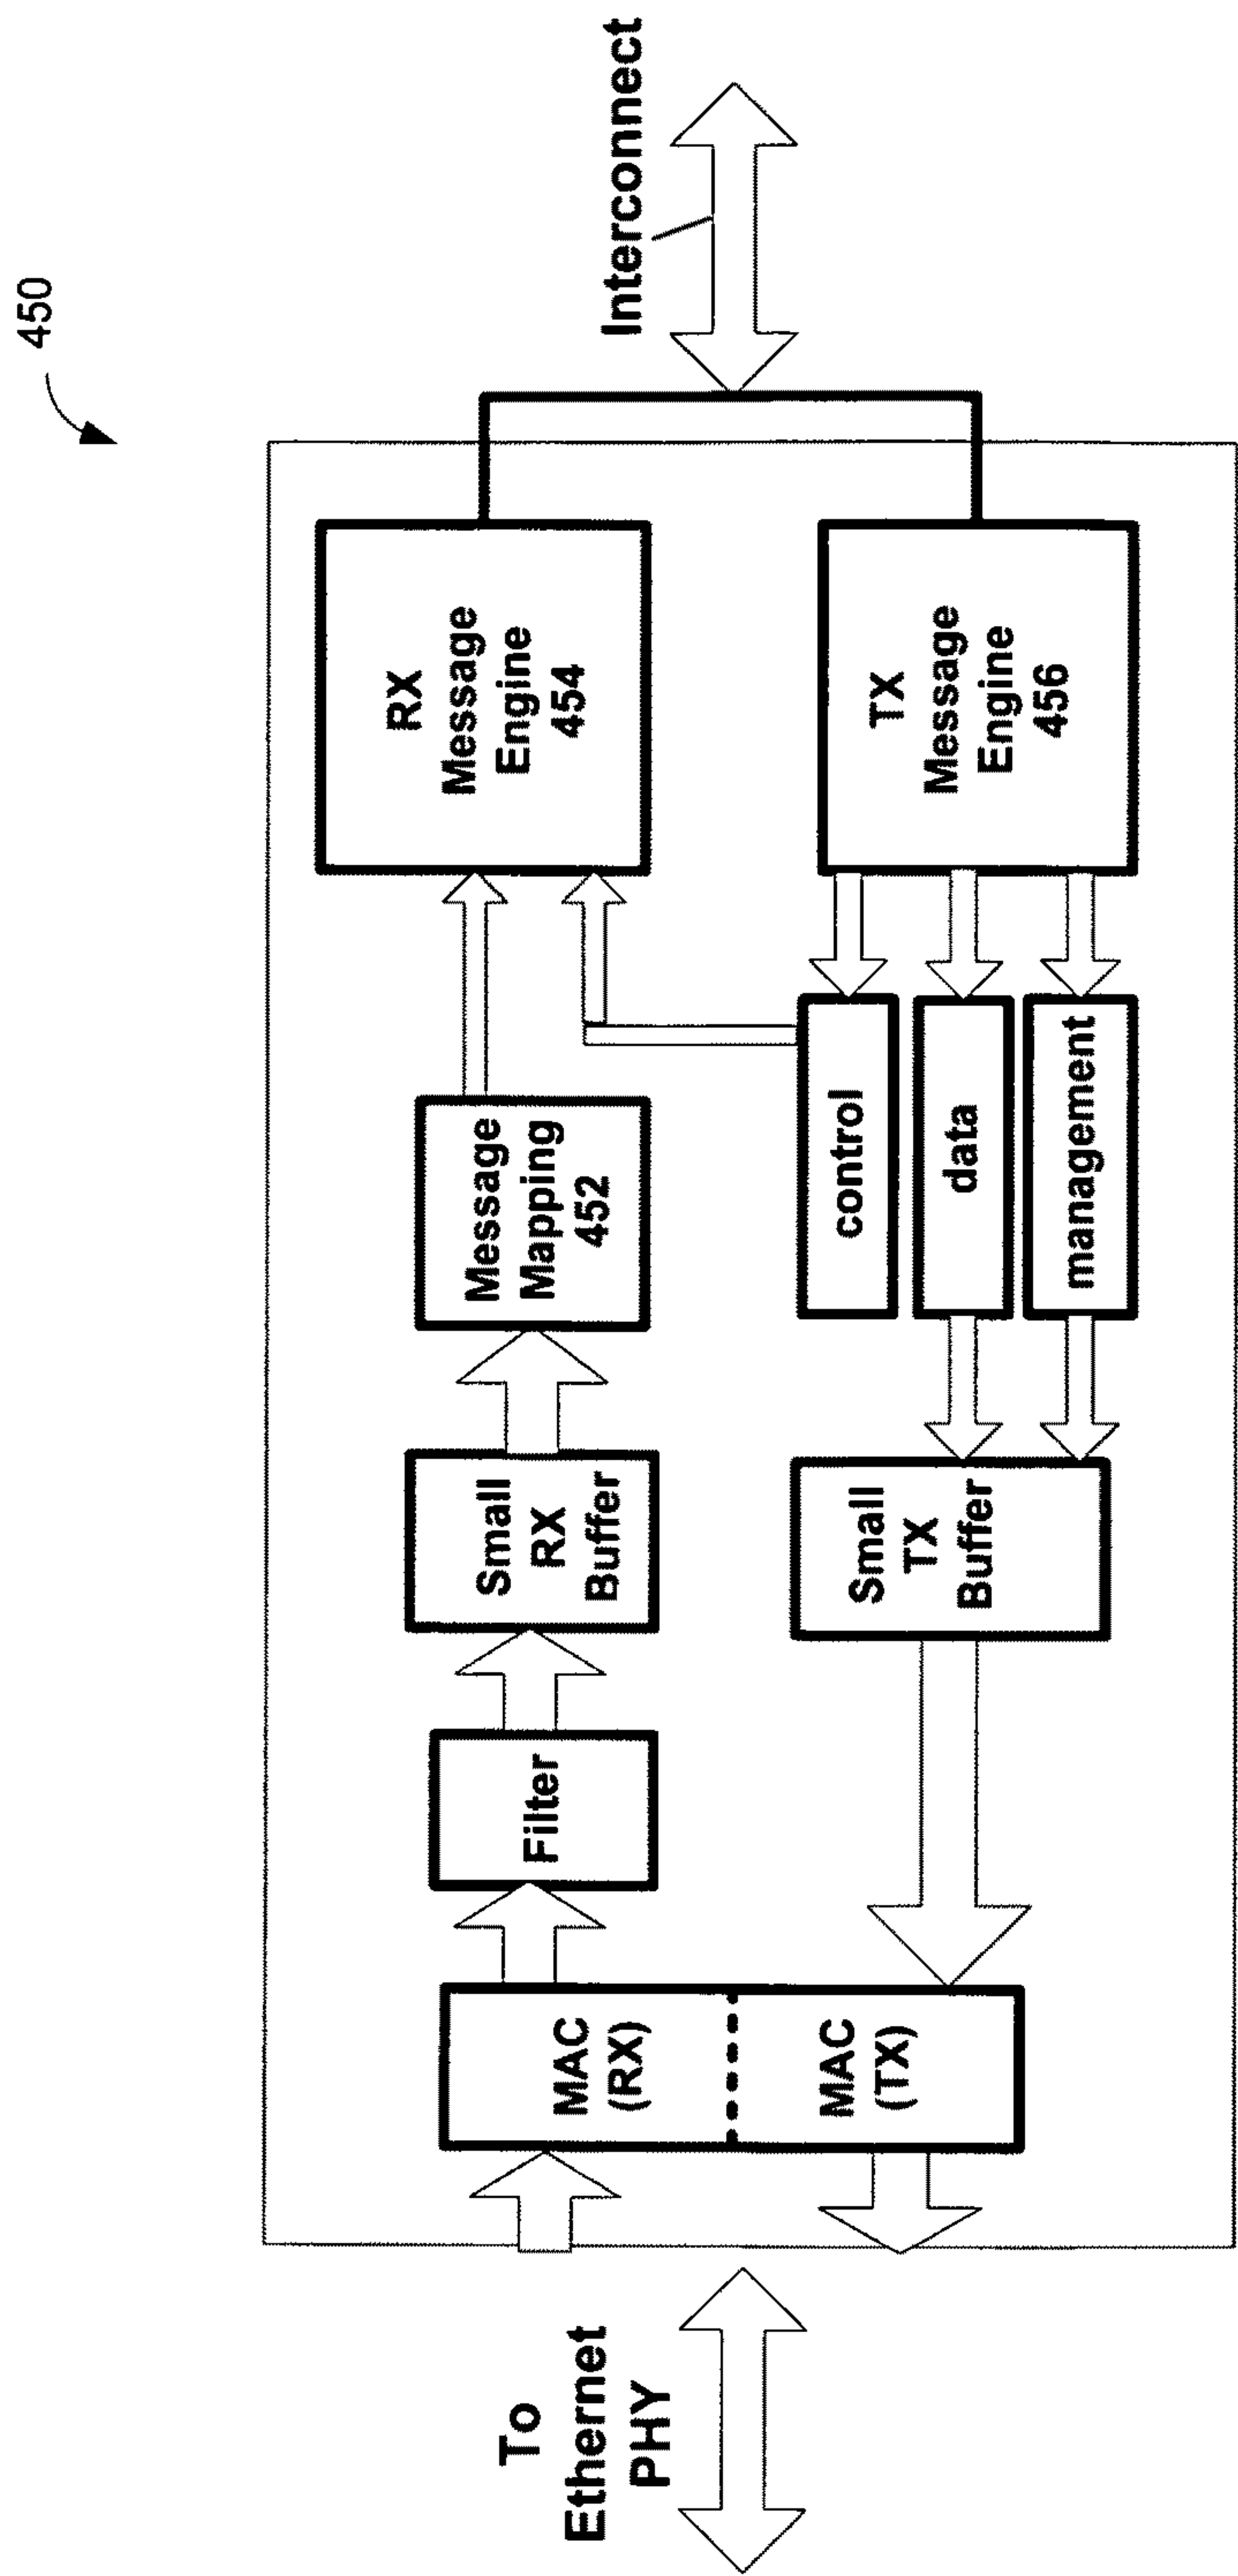 450
To
Ethernet
PHY
Interconnect
MAC
(RX)
MAC
(TX)
Filter
Small
RX
Buffer
Message
Mapping
452
RX
Message
Engine
454
Small
TX
Buffer
control
data
management
TX
Message
Engine
456